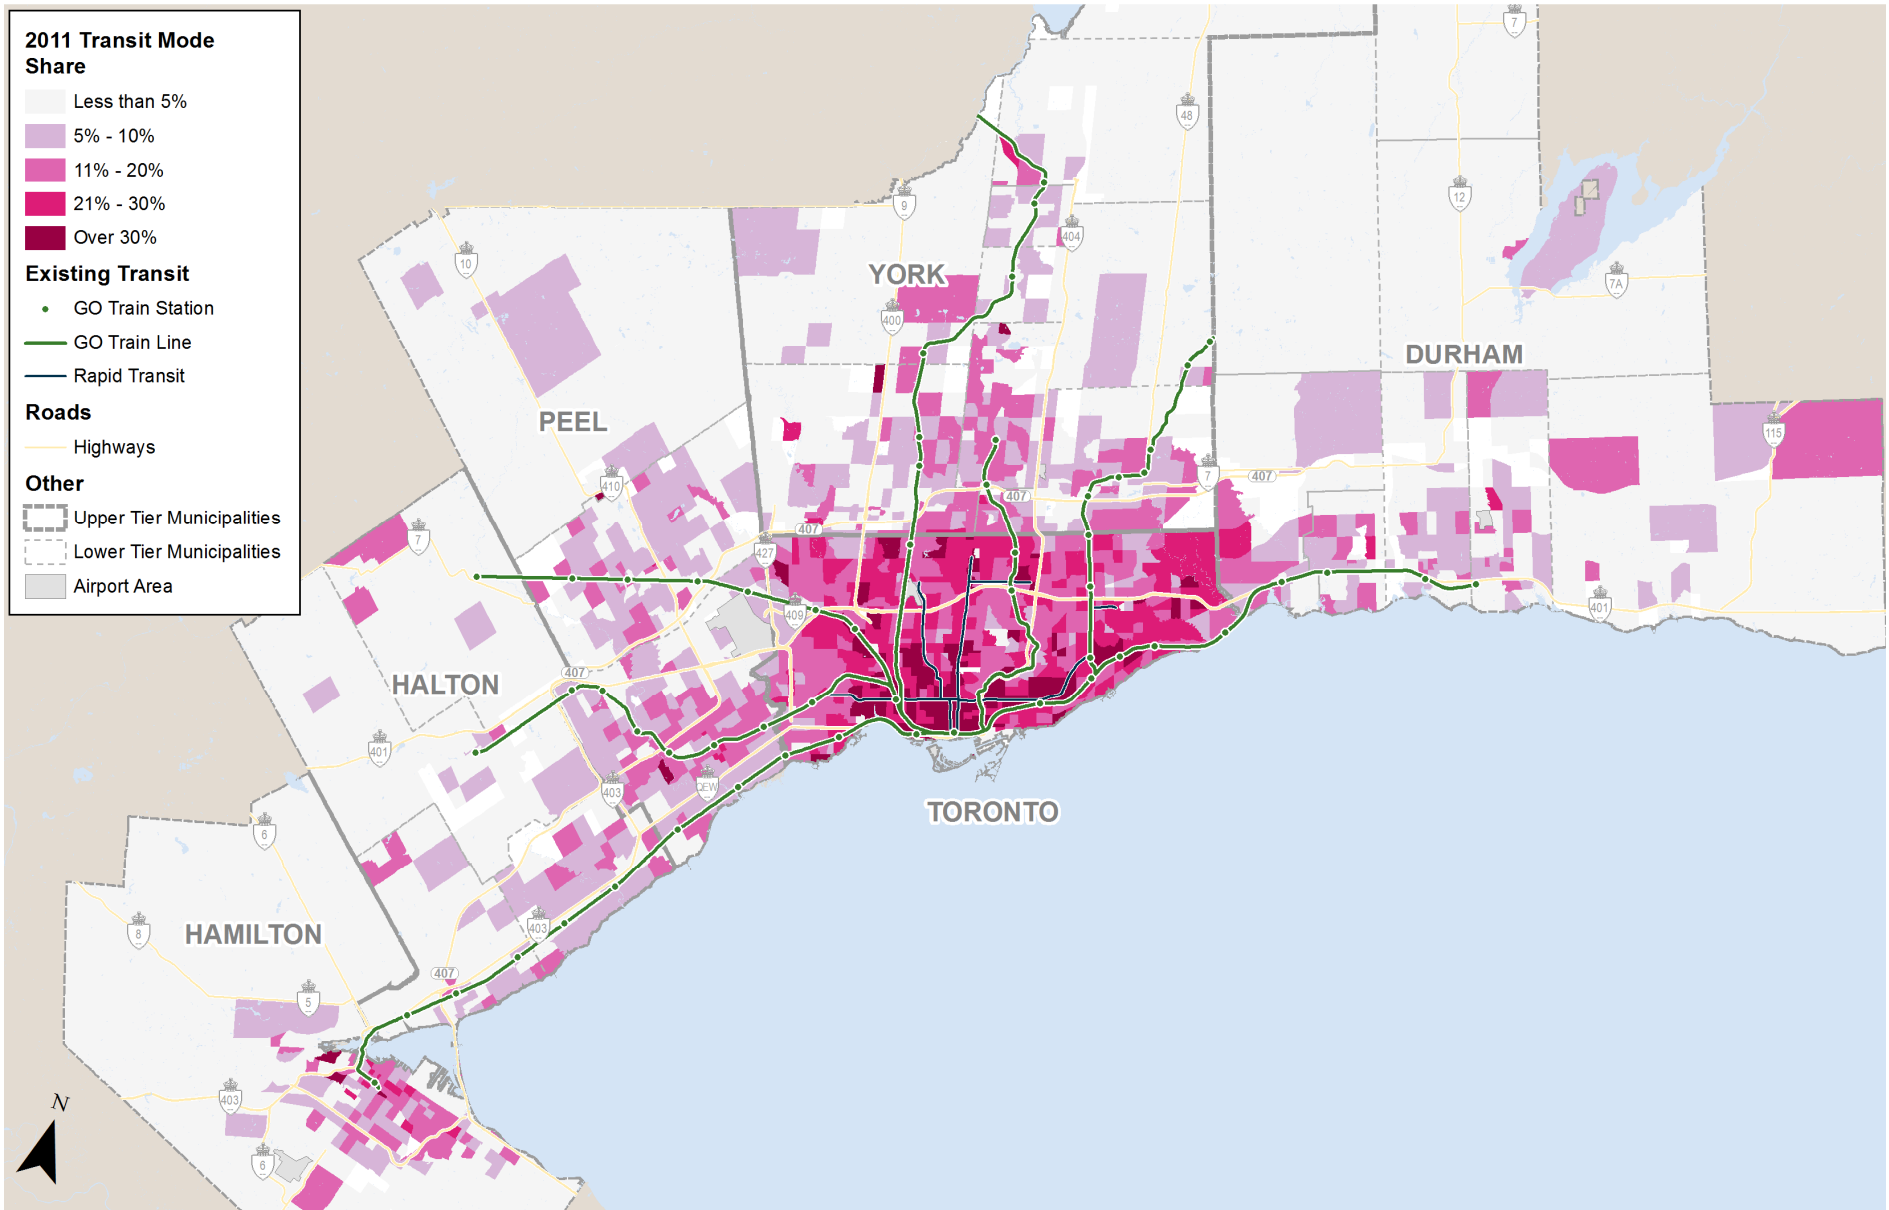 2011 Transit Mode
Share
Less than 5%
5% - 10%
11% - 20%
21% - 30%
Over 30%
Existing Transit
GO Train Station
GO Train Line
Rapid Transit
Roads
Highways
Other
Upper Tier Municipalities
Lower Tier Municipalities
Airport Area
7
48
12
9
404
10
YORK
7A
400
DURHAM
PEEL
115
410
7
407
407
407
7
427
409
401
407
HALTON
401
403
QEW
TORONTO
6
8
HAMILTON
403
407
5
403
N
6